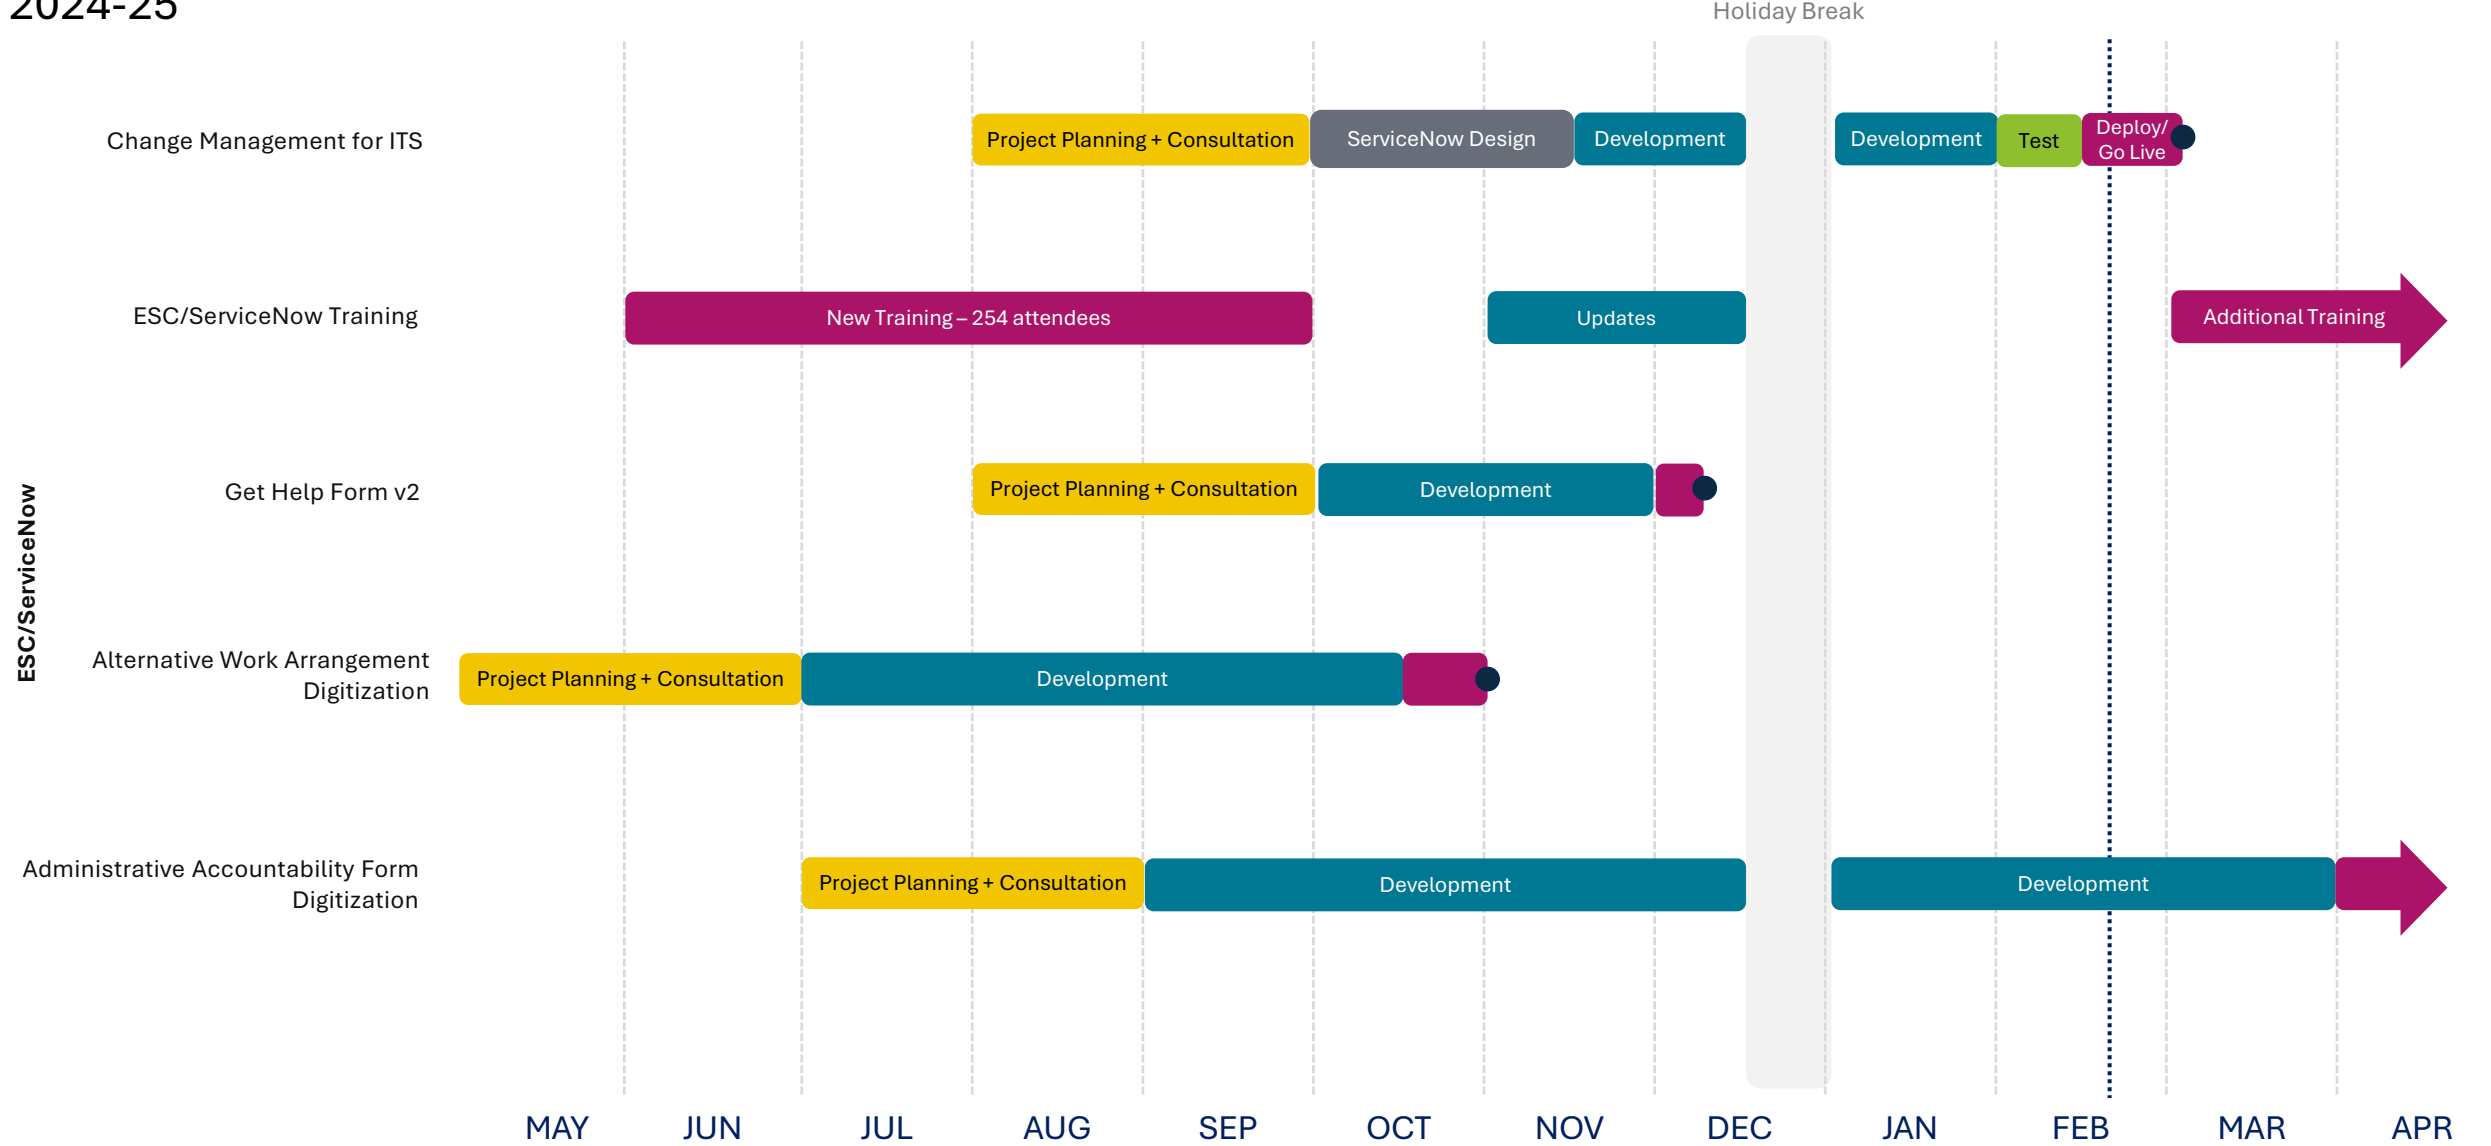 2024-25
Holiday Break
Change Management for ITS
Project Planning + Consultation
ServiceNow Design
Development
Development
Test
Deploy/
Go Live
ESC/ServiceNow Training
New Training – 254 attendees
Updates
Additional Training
ESC/ServiceNow
Get Help Form v2
Project Planning + Consultation
Development
Alternative Work Arrangement
Digitization
Project Planning + Consultation
Development
Administrative Accountability Form
Digitization
Project Planning + Consultation
Development
Development
MAY JUN JUL AUG SEP OCT NOV DEC JAN FEB MAR APR